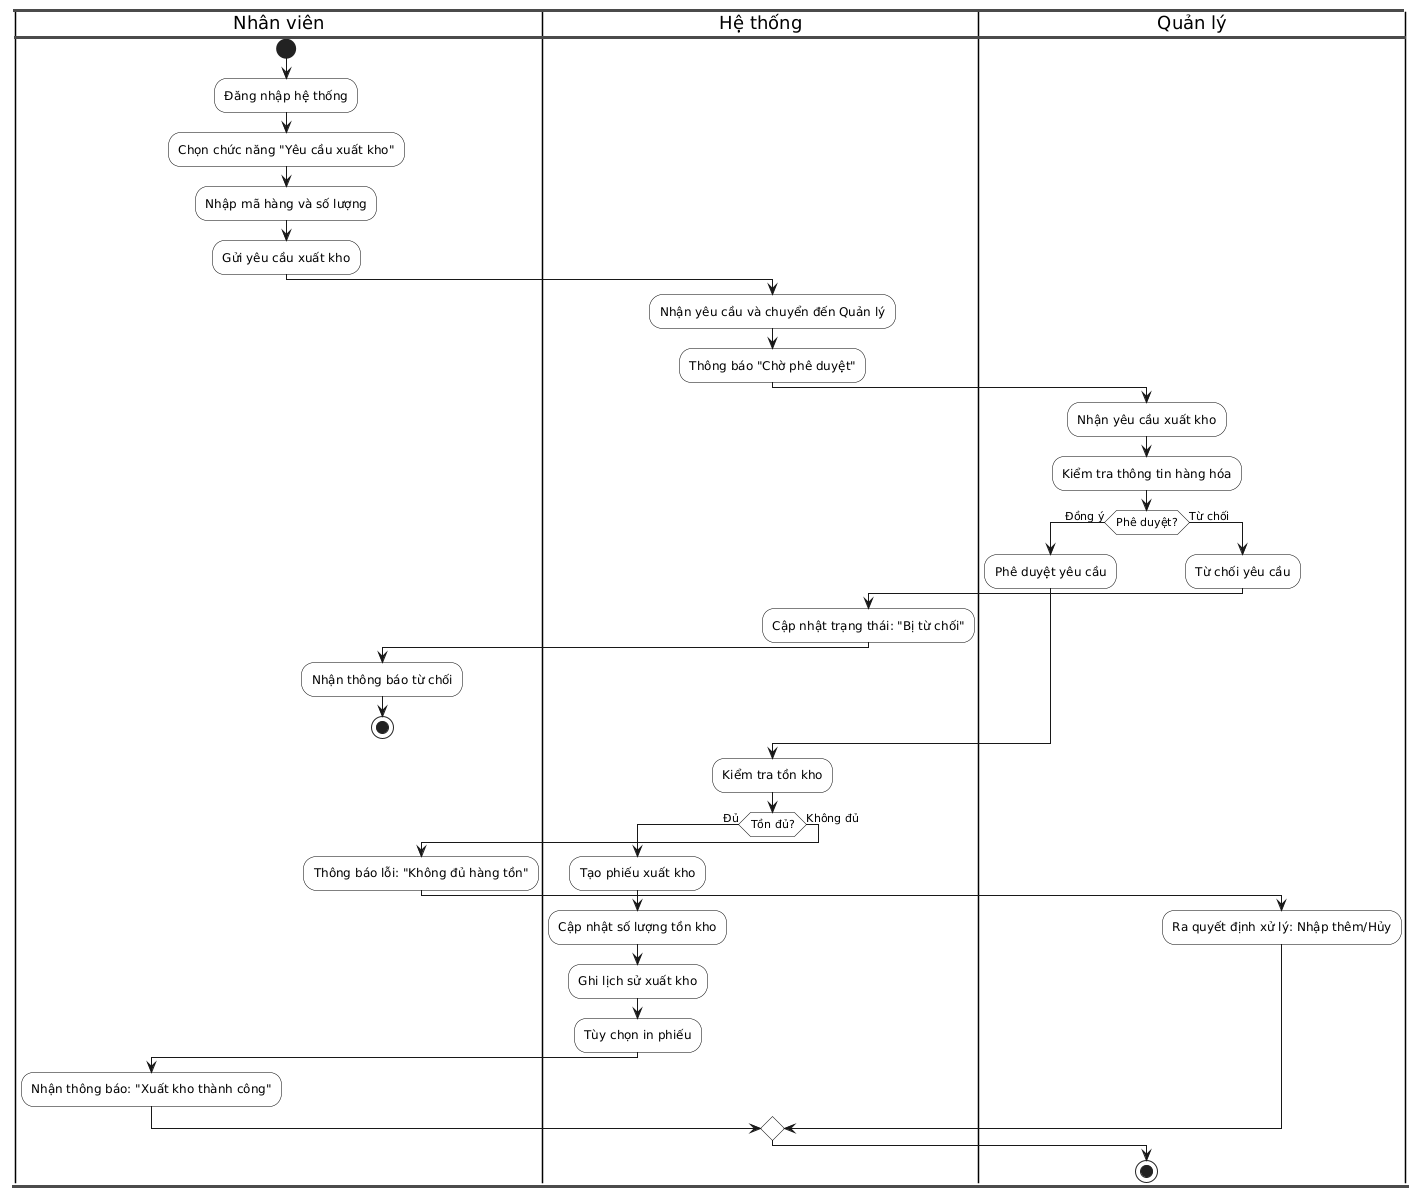 Nhân viên
Hệ thống
Quản lý
Đăng nhập hệ thống
Chọn chức năng "Yêu cầu xuất kho"
Nhập mã hàng và số lượng
Gửi yêu cầu xuất kho
Nhận yêu cầu và chuyển đến Quản lý
Thông báo "Chờ phê duyệt"
Nhận yêu cầu xuất kho
Kiểm tra thông tin hàng hóa
Đồng ý
Phê duyệt?
Từ chối
Phê duyệt yêu cầu
Từ chối yêu cầu
Cập nhật trạng thái: "Bị từ chối"
Nhận thông báo từ chối
Kiểm tra tồn kho
Đủ
Tồn đủ?
Không đủ
Thông báo lỗi: "Không đủ hàng tồn"
Tạo phiếu xuất kho
Cập nhật số lượng tồn kho
Ra quyết định xử lý: Nhập thêm/Hủy
Ghi lịch sử xuất kho
Tùy chọn in phiếu
Nhận thông báo: "Xuất kho thành công"